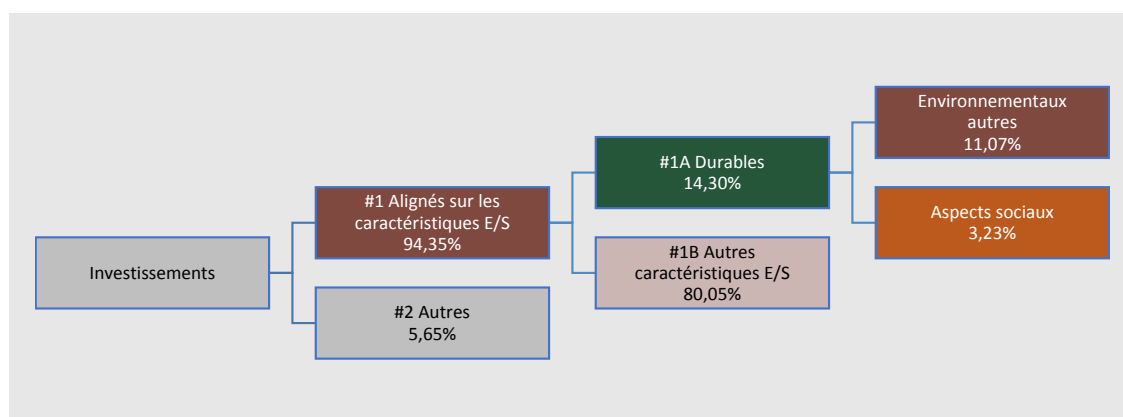 Investissements
#1 Alignés sur les
caractéristiques E/S
94,35%
#2 Autres
5,65%
#1A Durables
14,30%
#1B Autres
caractéristiques E/S
80,05%
Environnementaux
autres
11,07%
Aspects sociaux
3,23%